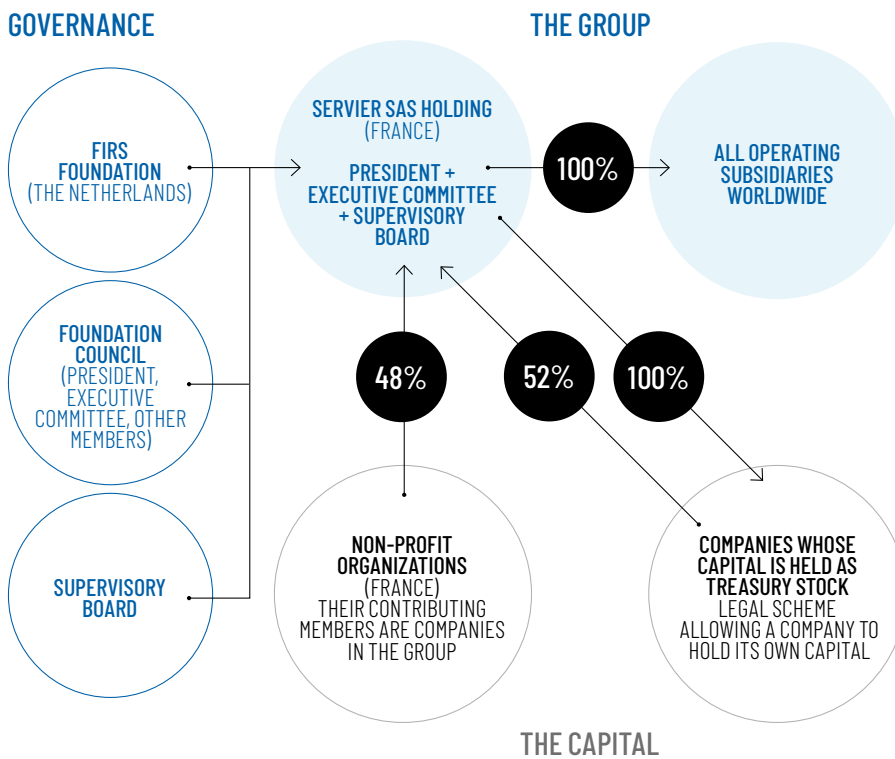 GOVERNANCE
THE GROUP
FIRS
FOUNDATION
(THE NETHERLANDS)
SERVIER SAS HOLDING
(FRANCE)
PRESIDENT +
EXECUTIVE COMMITTEE
+ SUPERVISORY
BOARD
100%
ALL OPERATING
SUBSIDIARIES
WORLDWIDE
FOUNDATION
COUNCIL
(PRESIDENT,
EXECUTIVE
COMMITTEE, OTHER
MEMBERS)
48%
52%
100%
SUPERVISORY
BOARD
NON-PROFIT
ORGANIZATIONS
(FRANCE)
THEIR CONTRIBUTING
MEMBERS ARE COMPANIES
IN THE GROUP
COMPANIES WHOSE
CAPITAL IS HELD AS
TREASURY STOCK
LEGAL SCHEME
ALLOWING A COMPANY TO
HOLD ITS OWN CAPITAL
THE CAPITAL